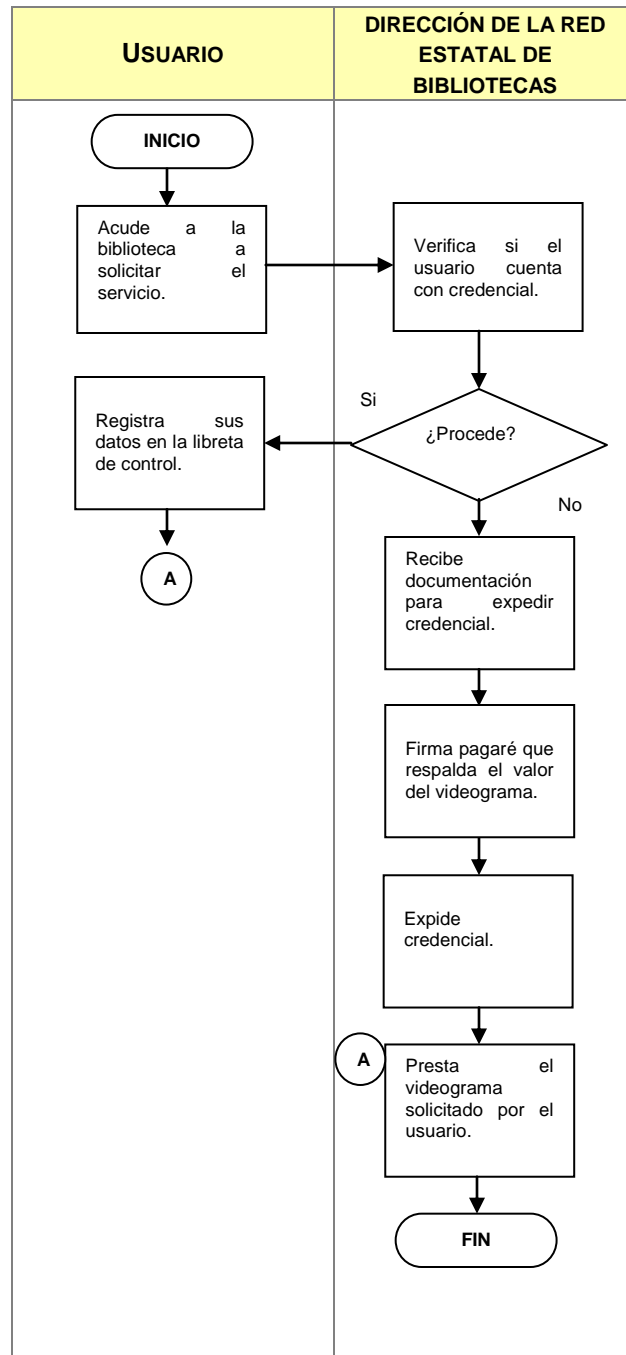 USUARIO
DIRECCIÓN DE LA RED
ESTATAL DE
BIBLIOTECAS
INICIO
Acude a la
biblioteca a
solicitar el
servicio.
Verifica si el
usuario cuenta
con credencial.
Si
¿Procede?
Registra sus
datos en la libreta
de control.
No
A
Recibe
documentación
para expedir
credencial.
Firma pagaré que
respalda el valor
del videograma.
Expide
credencial.
A
Presta el
videograma
solicitado por el
usuario.
FIN